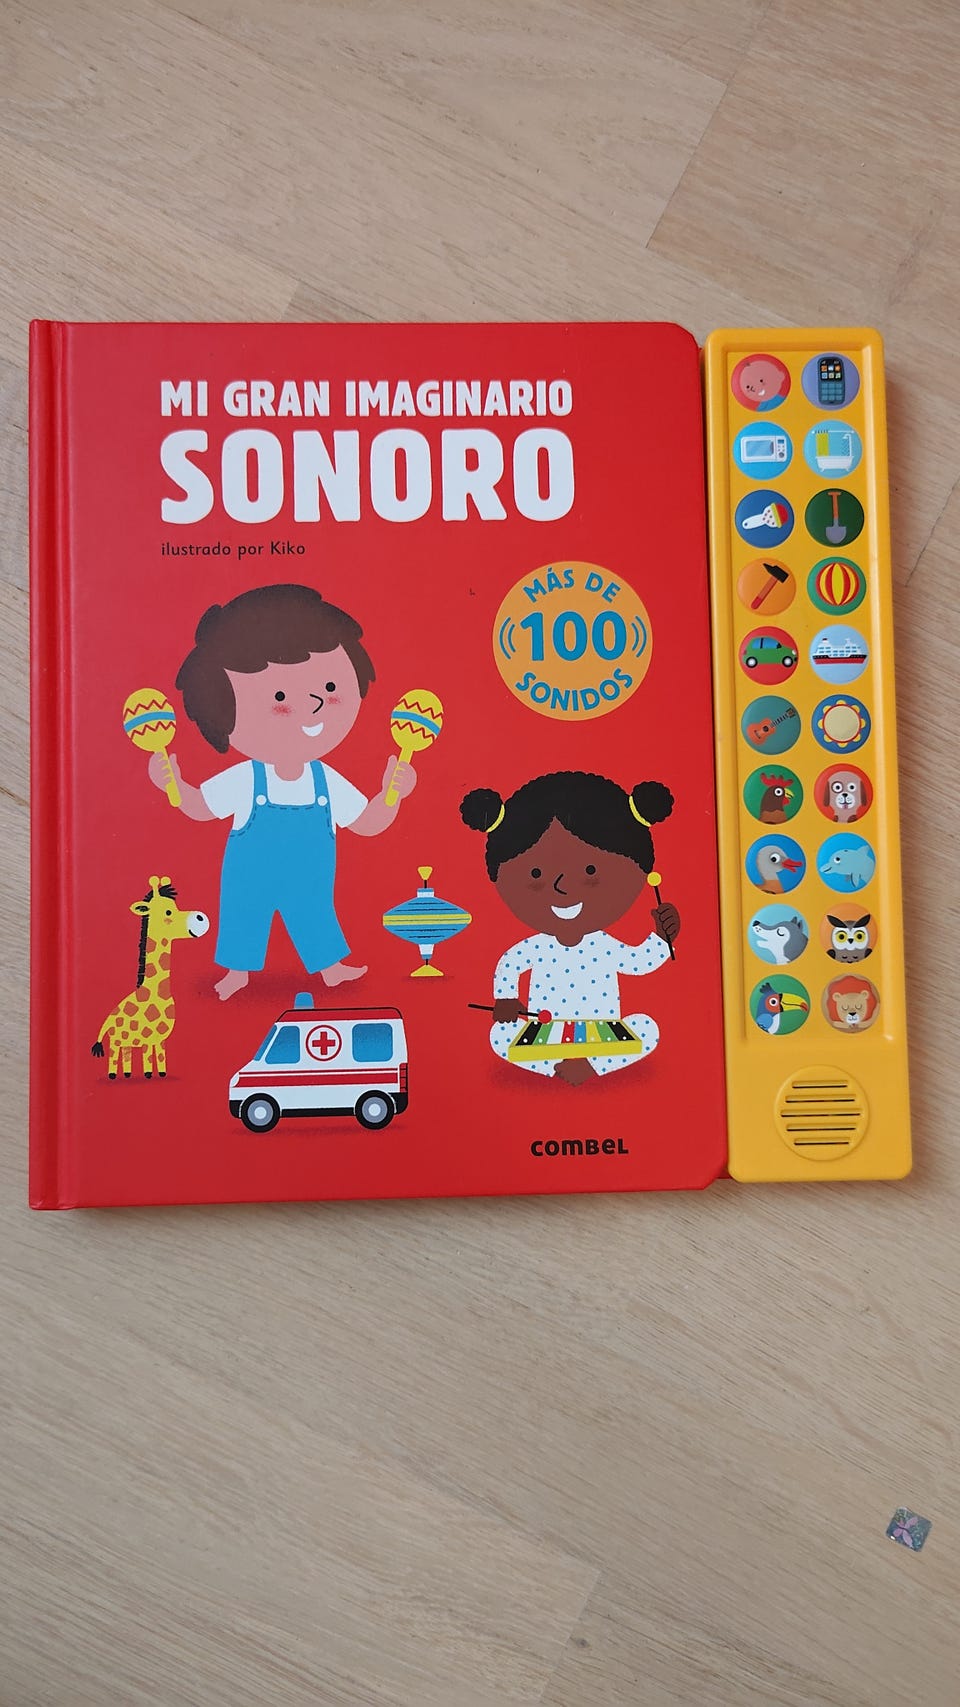 MI GRAN IMAGINARIO
SONORO
ilustrado por Kiko
MÁS DE
100
SONIDOS
COMBEL